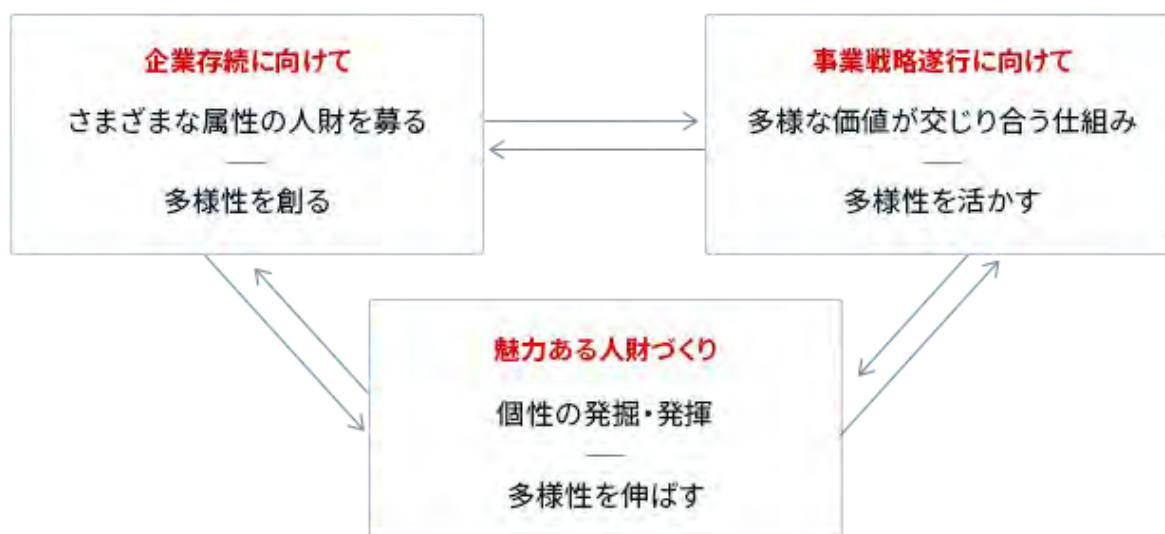 企業存続に向けて
さまざまな属性の人財を募る
多様性を創る
事業戦略遂行に向けて
多様な価値が交じり合う仕組み
多様性を活かす
魅力ある人財づくり
個性の発掘・発揮
多様性を伸ばす